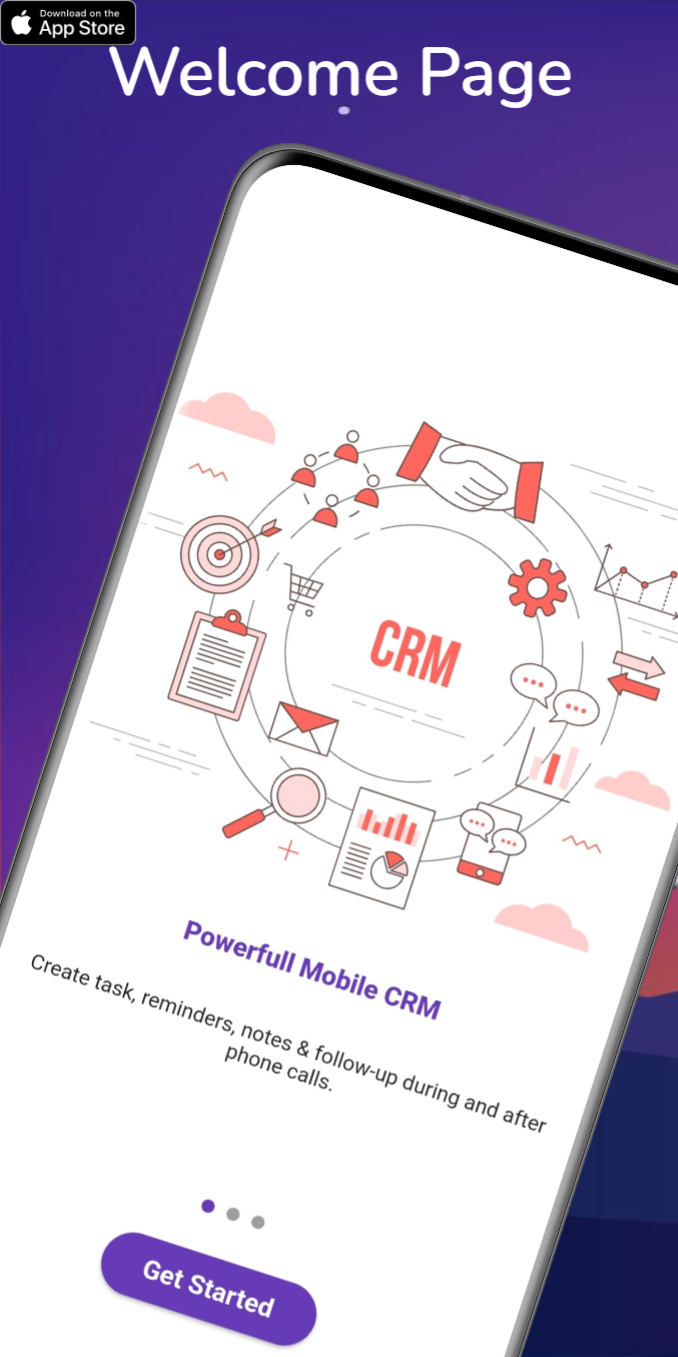 Download on the
App Store
Welcome Page
CRM
Powerfull Mobile CRM
Create task, reminders, notes & follow-up during and after
phone calls.
Get Started